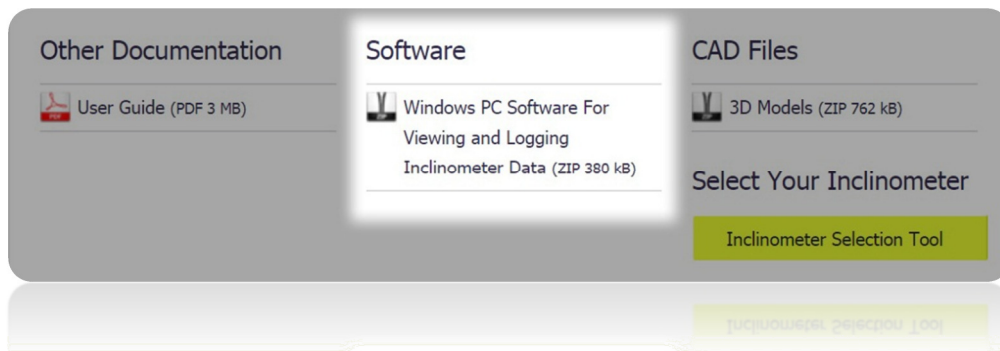 Other Documentation
User Guide (PDF 3 MB)
Software
Windows PC Software For
Viewing and Logging
Inclinometer Data (ZIP 380 kB)
CAD Files
3D Models (ZIP 762 kB)
Select Your Inclinometer
Inclinometer Selection Tool